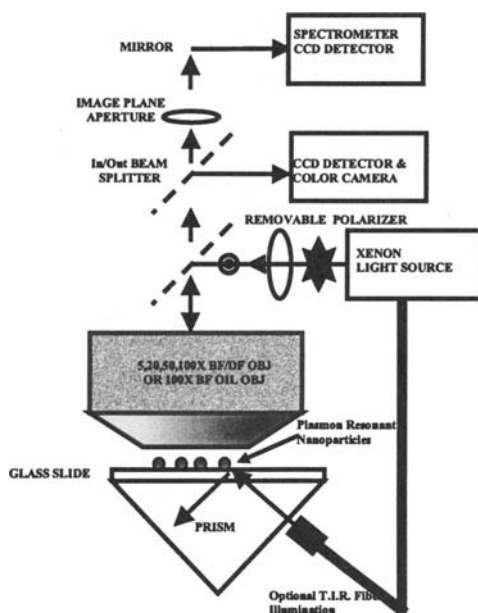 SPECTROMETER
CCD DETECTOR
MIRROR
IMAGE PLANE
APERTURE
In/Out BEAM
SPLITTER
CCD DETECTOR &
COLOR CAMERA
REMOVABLE POLARIZER
XENON
LIGHT SOURCE
5,20,50,100X BF/DF OBJ
OR 100X BF OIL OBJ
Plasmon Resonant
Nanoparticles
GLASS SLIDE
PRISM
Optional T.I.R. Fiber
Illumination